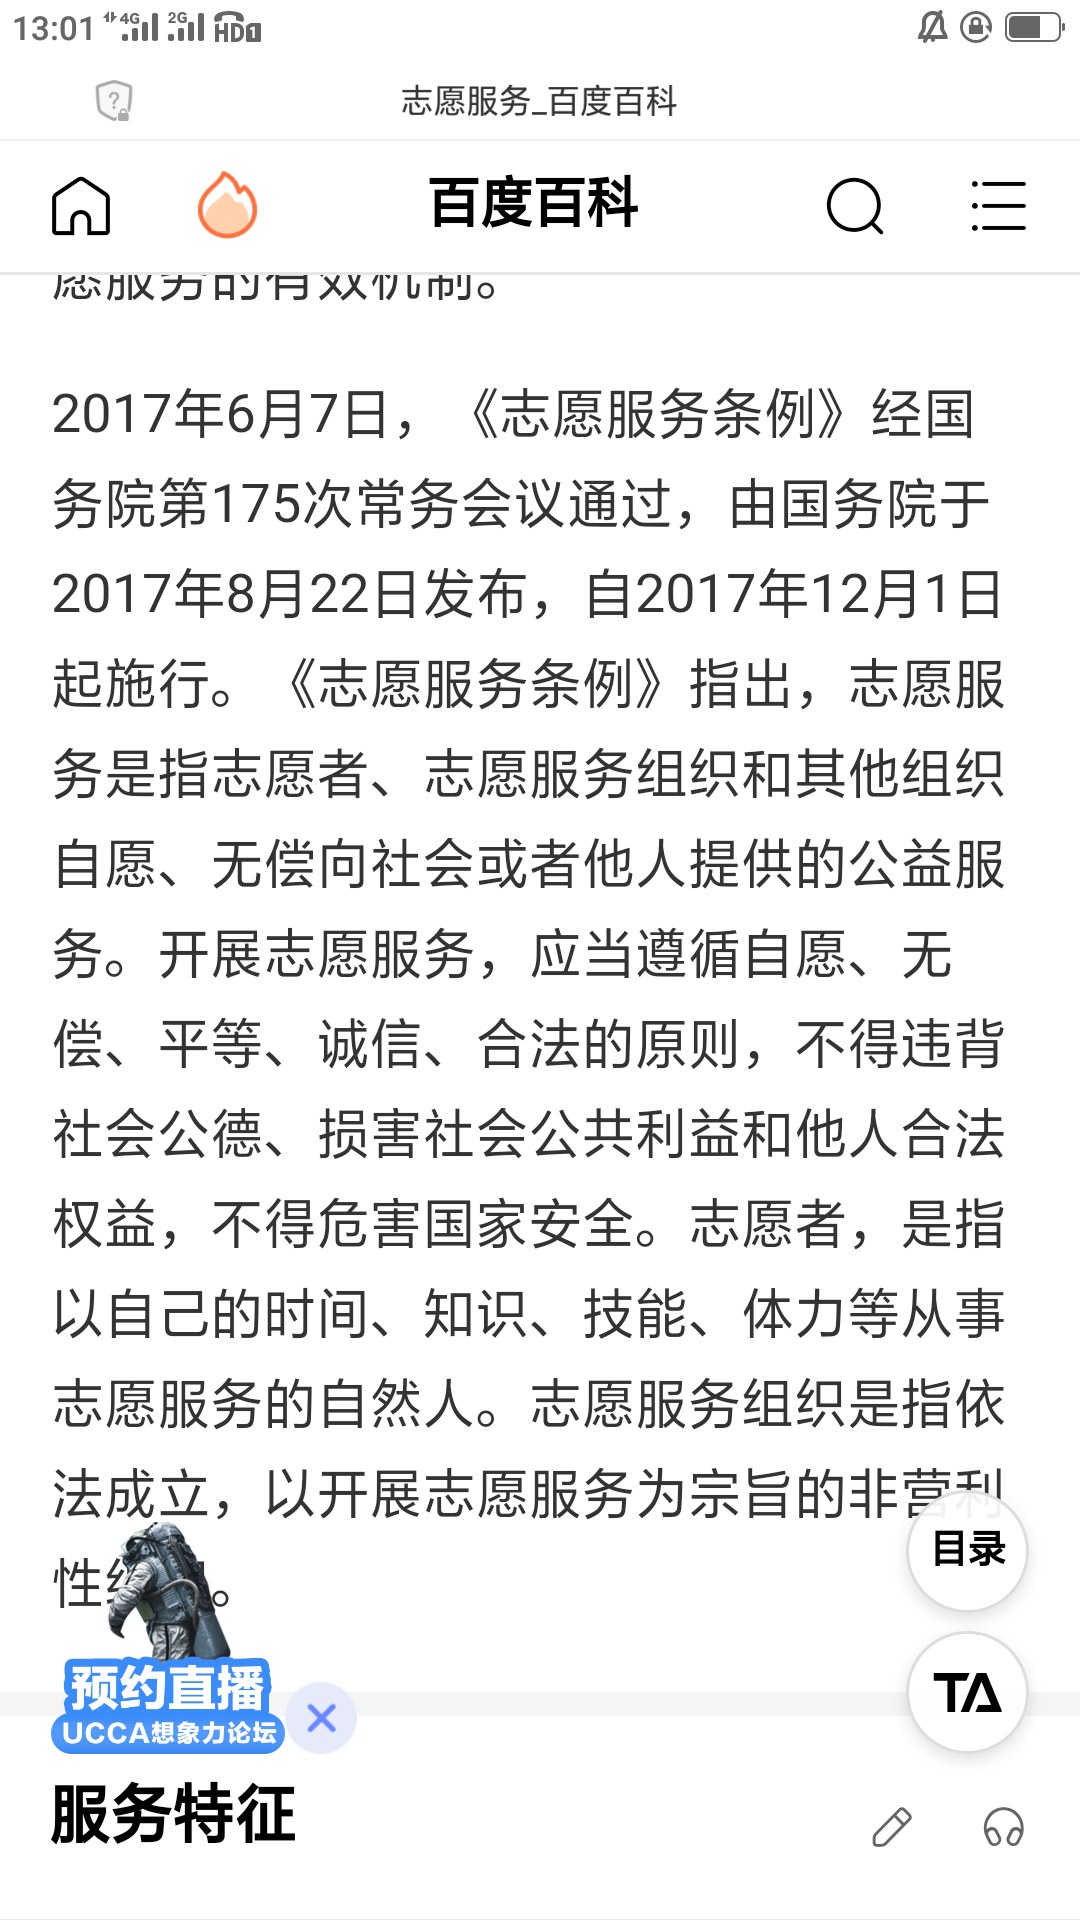 13:01 4G 2G HD1
志愿服务_百度百科
百度百科
愿服务的有效机制。
2017年6月7日，《志愿服务条例》经国
务院第175次常务会议通过，由国务院于
2017年8月22日发布，自2017年12月1日
起施行。《志愿服务条例》指出，志愿服
务是指志愿者、志愿服务组织和其他组织
自愿、无偿向社会或者他人提供的公益服
务。开展志愿服务，应当遵循自愿、无
偿、平等、诚信、合法的原则，不得违背
社会公德、损害社会公共利益和他人合法
权益，不得危害国家安全。志愿者，是指
以自己的时间、知识、技能、体力等从事
志愿服务的自然人。志愿服务组织是指依
法成立，以开展志愿服务为宗旨的非营利
性组织。
目录
预约直播
UCCA想象力论坛
TA
服务特征